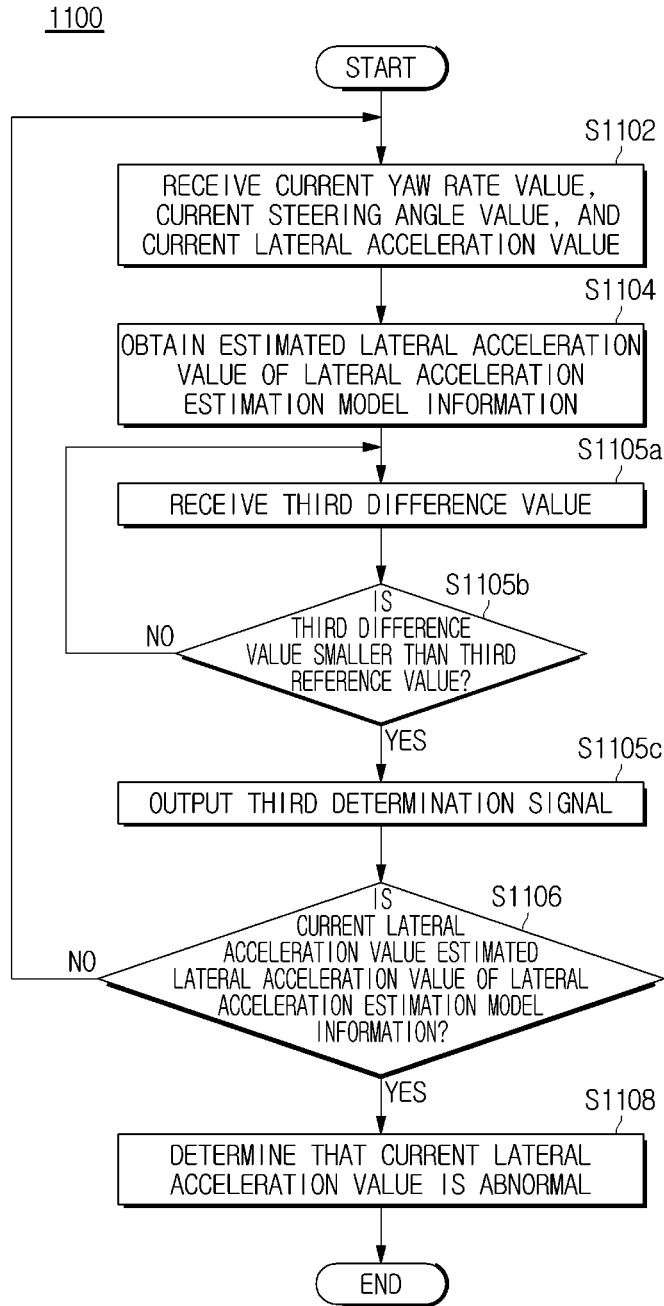 1100
START
S1102
RECEIVE CURRENT YAW RATE VALUE,
CURRENT STEERING ANGLE VALUE, AND
CURRENT LATERAL ACCELERATION VALUE
S1104
OBTAIN ESTIMATED LATERAL ACCELERATION
VALUE OF LATERAL ACCELERATION
ESTIMATION MODEL INFORMATION
S1105a
RECEIVE THIRD DIFFERENCE VALUE
S1105b
IS
THIRD DIFFERENCE
VALUE SMALLER THAN THIRD
REFERENCE VALUE?
NO
YES
S1105c
OUTPUT THIRD DETERMINATION SIGNAL
S1106
IS
CURRENT LATERAL
ACCELERATION VALUE ESTIMATED
LATERAL ACCELERATION VALUE OF LATERAL
ACCELERATION ESTIMATION MODEL
INFORMATION?
NO
YES
S1108
DETERMINE THAT CURRENT LATERAL
ACCELERATION VALUE IS ABNORMAL
END